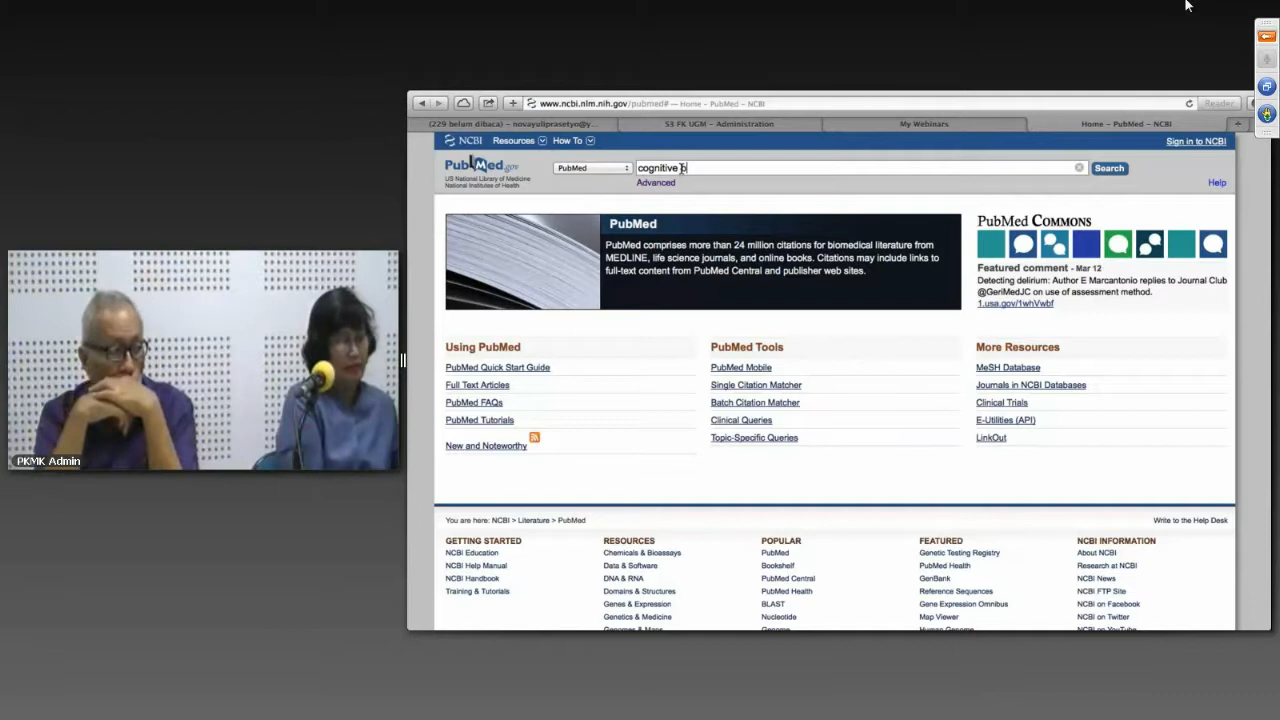 www.ncbi.nlm.nih.gov/pubmed# — Home – PubMed – NCBI
Reader
(229 belum dibaca) – novayuliprasetyo@y...
S3 FK UGM – Administration
My Webinars
Home – PubMed – NCBI
NCBI Resources How To
Sign in to NCBI
PubMed.gov
US National Library of Medicine
National Institutes of Health
PubMed
cognitive
Search
Advanced
Help
PubMed
PubMed comprises more than 24 million citations for biomedical literature from
MEDLINE, life science journals, and online books. Citations may include links to
full-text content from PubMed Central and publisher web sites.
PubMed Commons
Featured comment - Mar 12
Detecting delirium: Author E Marcantonio replies to Journal Club
@GeriMedJC on use of assessment method.
1.usa.gov/1whVwbf
Using PubMed
PubMed Quick Start Guide
Full Text Articles
PubMed FAQs
PubMed Tutorials
New and Noteworthy
PubMed Tools
PubMed Mobile
Single Citation Matcher
Batch Citation Matcher
Clinical Queries
Topic-Specific Queries
More Resources
MeSH Database
Journals in NCBI Databases
Clinical Trials
E-Utilities (API)
LinkOut
PKMK Admin
You are here: NCBI > Literature > PubMed
Write to the Help Desk
GETTING STARTED
NCBI Education
NCBI Help Manual
NCBI Handbook
Training & Tutorials
RESOURCES
Chemicals & Bioassays
Data & Software
DNA & RNA
Domains & Structures
Genes & Expression
Genetics & Medicine
Genomes & Maps
POPULAR
PubMed
Bookshelf
PubMed Central
PubMed Health
BLAST
Nucleotide
Genome
FEATURED
Genetic Testing Registry
PubMed Health
GenBank
Reference Sequences
Gene Expression Omnibus
Map Viewer
Human Genome
NCBI INFORMATION
About NCBI
Research at NCBI
NCBI News
NCBI FTP Site
NCBI on Facebook
NCBI on Twitter
NCBI on YouTube